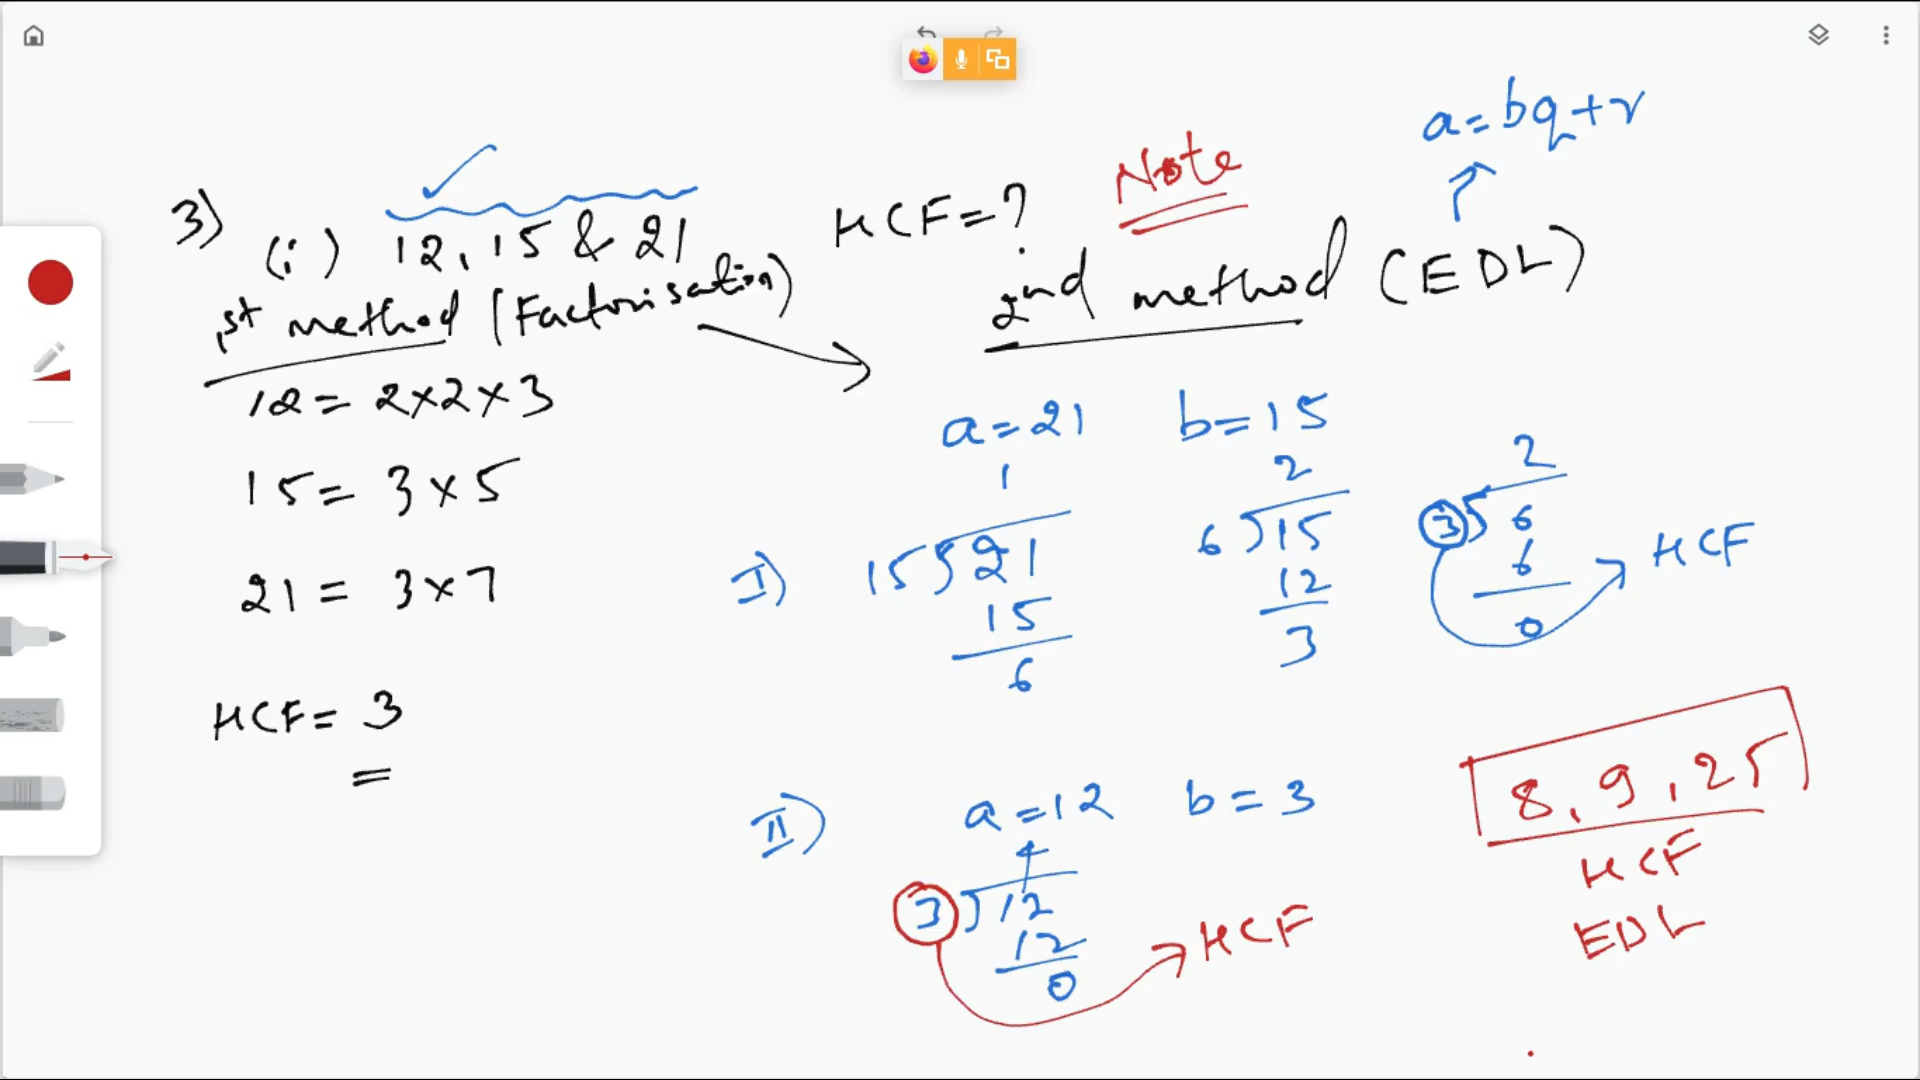 3)
(i) 12, 15 & 21 HCF=?
1st method (Factorisation)
12= 2×2×3
15= 3×5
21= 3×7
HCF= 3
Note
a=bq+r
2nd method (EDL)
a=21 b=15
I)
1
15)21
15
6
2
6)15
12
3
2
3)6
6
0
HCF
II)
a=12 b=3
4
3)12
12
0
HCF
8, 9, 25
HCF
EDL